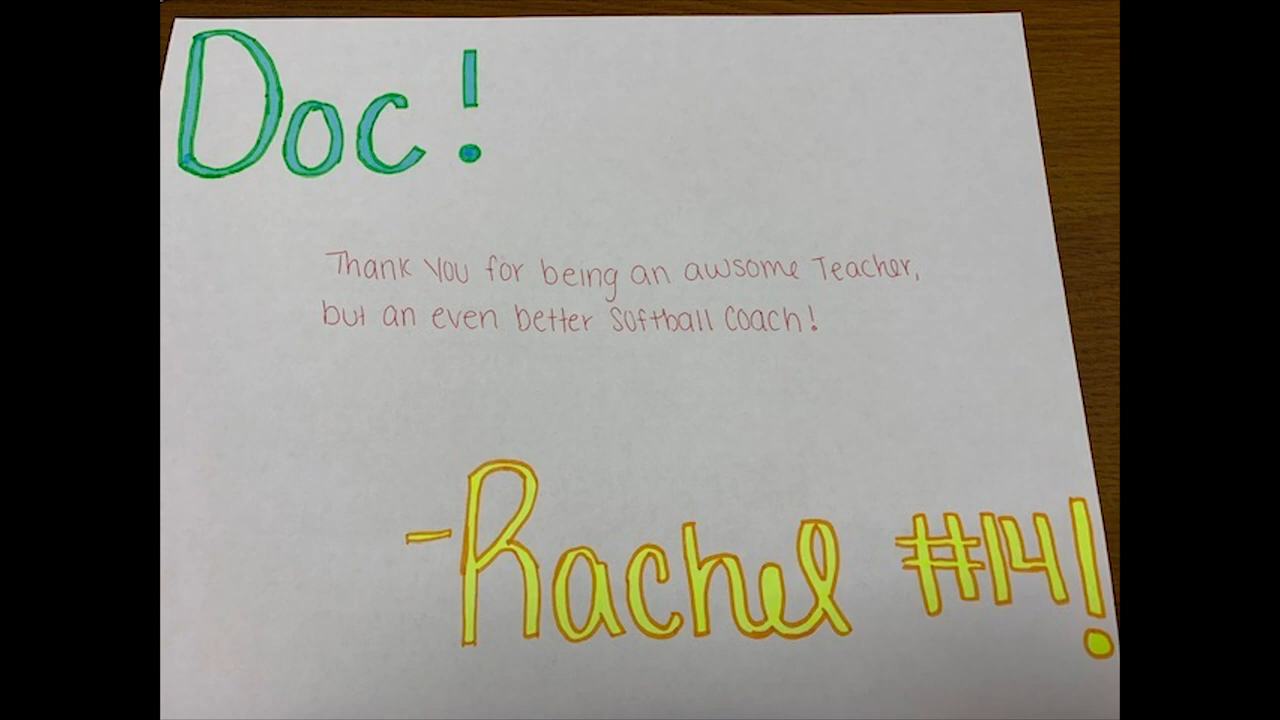 Doc!
Thank You for being an awsome Teacher,
but an even better Softball Coach!
-Rachel #14!